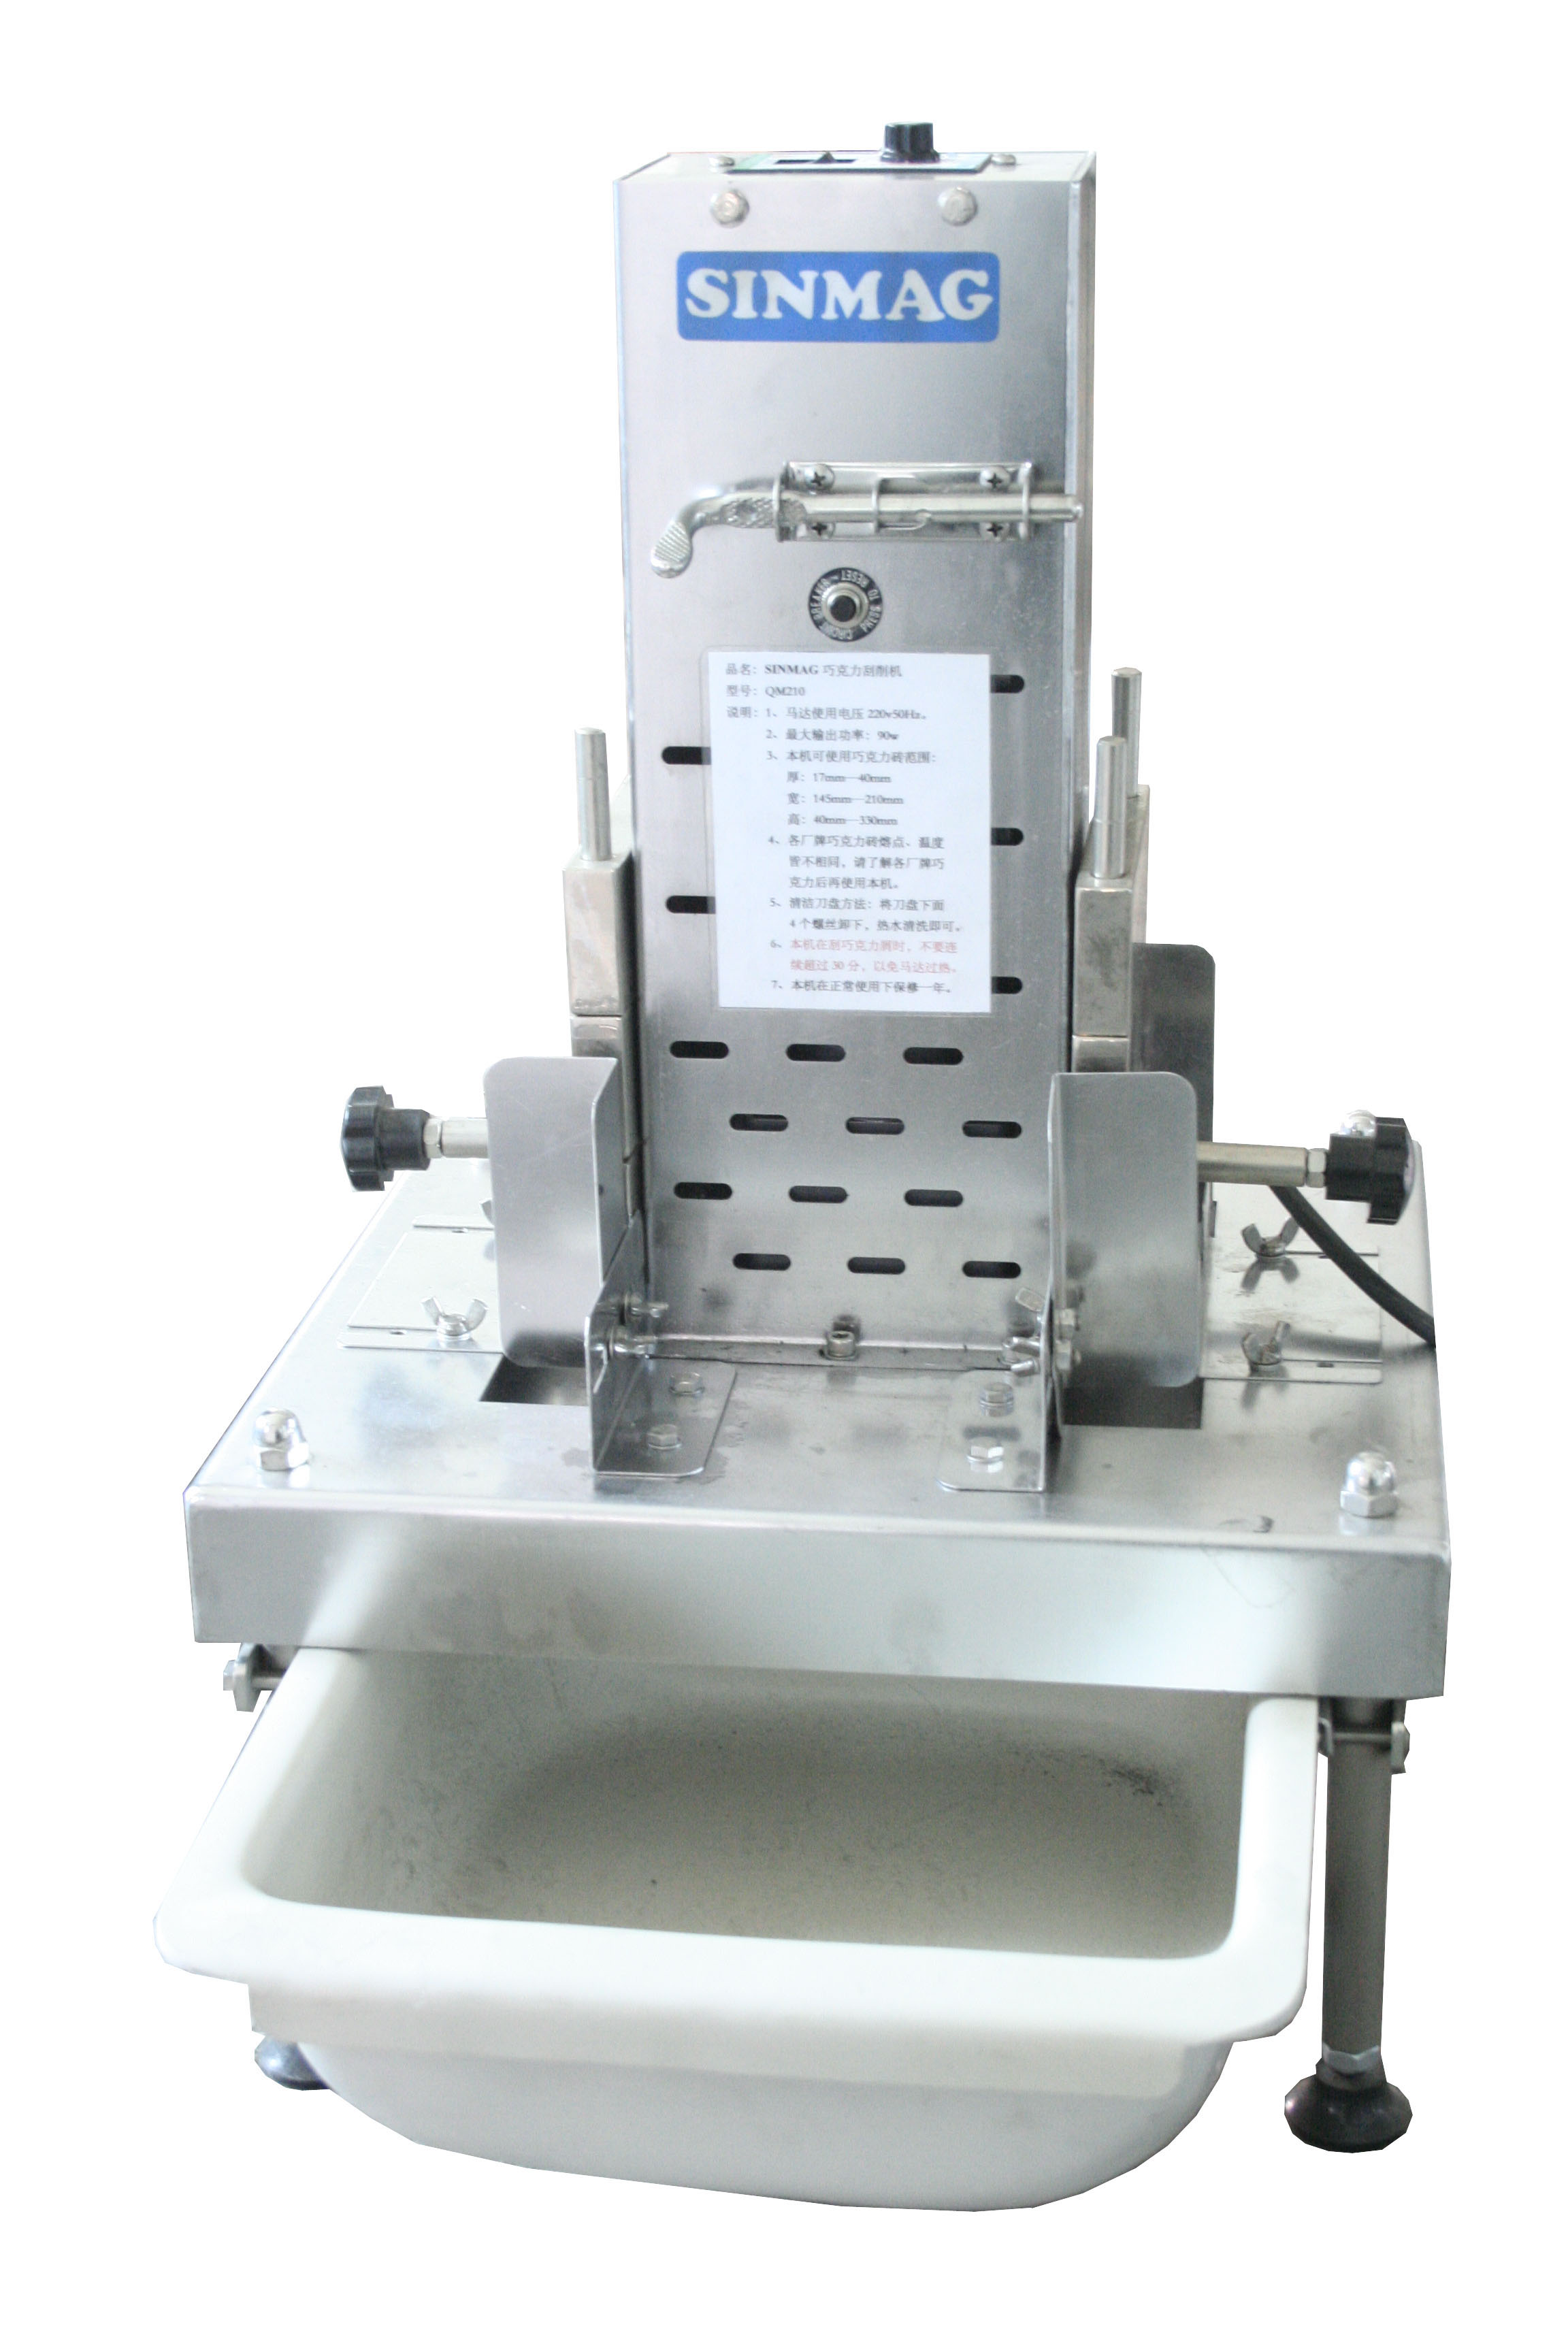 SINMAG
CIRCUIT BREAKER PRESS TO RESET
品名：SINMAG 巧克力刮削机
型号：QM210
说明：1、马达使用电压 220v50Hz。
2、最大输出功率：90w
3、本机可使用巧克力砖范围：
厚：17mm—40mm
宽：145mm—210mm
高：40mm—330mm
4、各厂牌巧克力砖熔点、温度
皆不相同，请了解各厂牌巧
克力后再使用本机。
5、清洁刀盘方法：将刀盘下面
4 个螺丝卸下，热水清洗即可。
6、本机在刮巧克力屑时，不要连
续超过 30 分，以免马达过热。
7、本机在正常使用下保修一年。